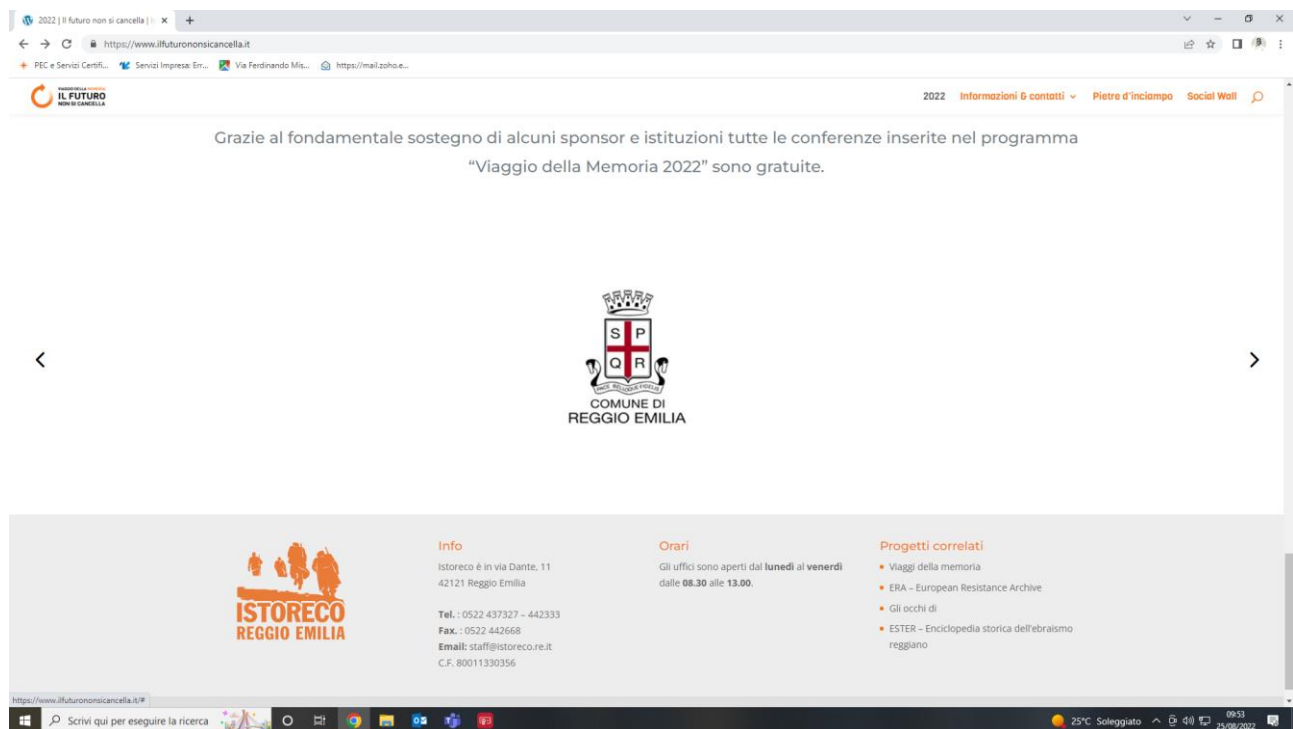 2022 | Il futuro non si cancella |
https://www.ilfuturononsicancella.it
PEC e Servizi Certifi... Servizi Impresa: Err... Via Ferdinando Mis... https://mail.zoho.e...
VIAGGIO DELLA MEMORIA
IL FUTURO
NON SI CANCELLA
2022 Informazioni & contatti Pietre d'inciampo Social Wall
Grazie al fondamentale sostegno di alcuni sponsor e istituzioni tutte le conferenze inserite nel programma
“Viaggio della Memoria 2022” sono gratuite.
S P
Q R
COMUNE DI
REGGIO EMILIA
ISTORECO
REGGIO EMILIA
Info
Istoreco è in via Dante, 11
42121 Reggio Emilia
Tel. : 0522 437327 – 442333
Fax. : 0522 442668
Email: staff@istoreco.re.it
C.F. 80011330356
Orari
Gli uffici sono aperti dal lunedì al venerdì
dalle 08.30 alle 13.00.
Progetti correlati
Viaggi della memoria
ERA – European Resistance Archive
Gli occhi di
ESTER – Enciclopedia storica dell'ebraismo
reggiano
https://www.ilfuturononsicancella.it/#
Scrivi qui per eseguire la ricerca
25°C Soleggiato
09:53
25/08/2022